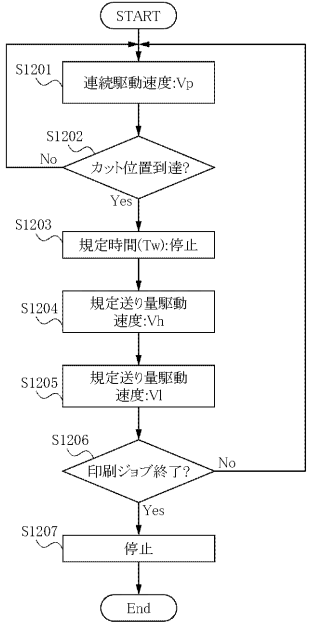 START
S1201
連続駆動速度:Vp
S1202
No
カット位置到達?
Yes
S1203
規定時間(Tw):停止
S1204
規定送り量駆動
速度:Vh
S1205
規定送り量駆動
速度:Vl
S1206
印刷ジョブ終了?
No
Yes
S1207
停止
End